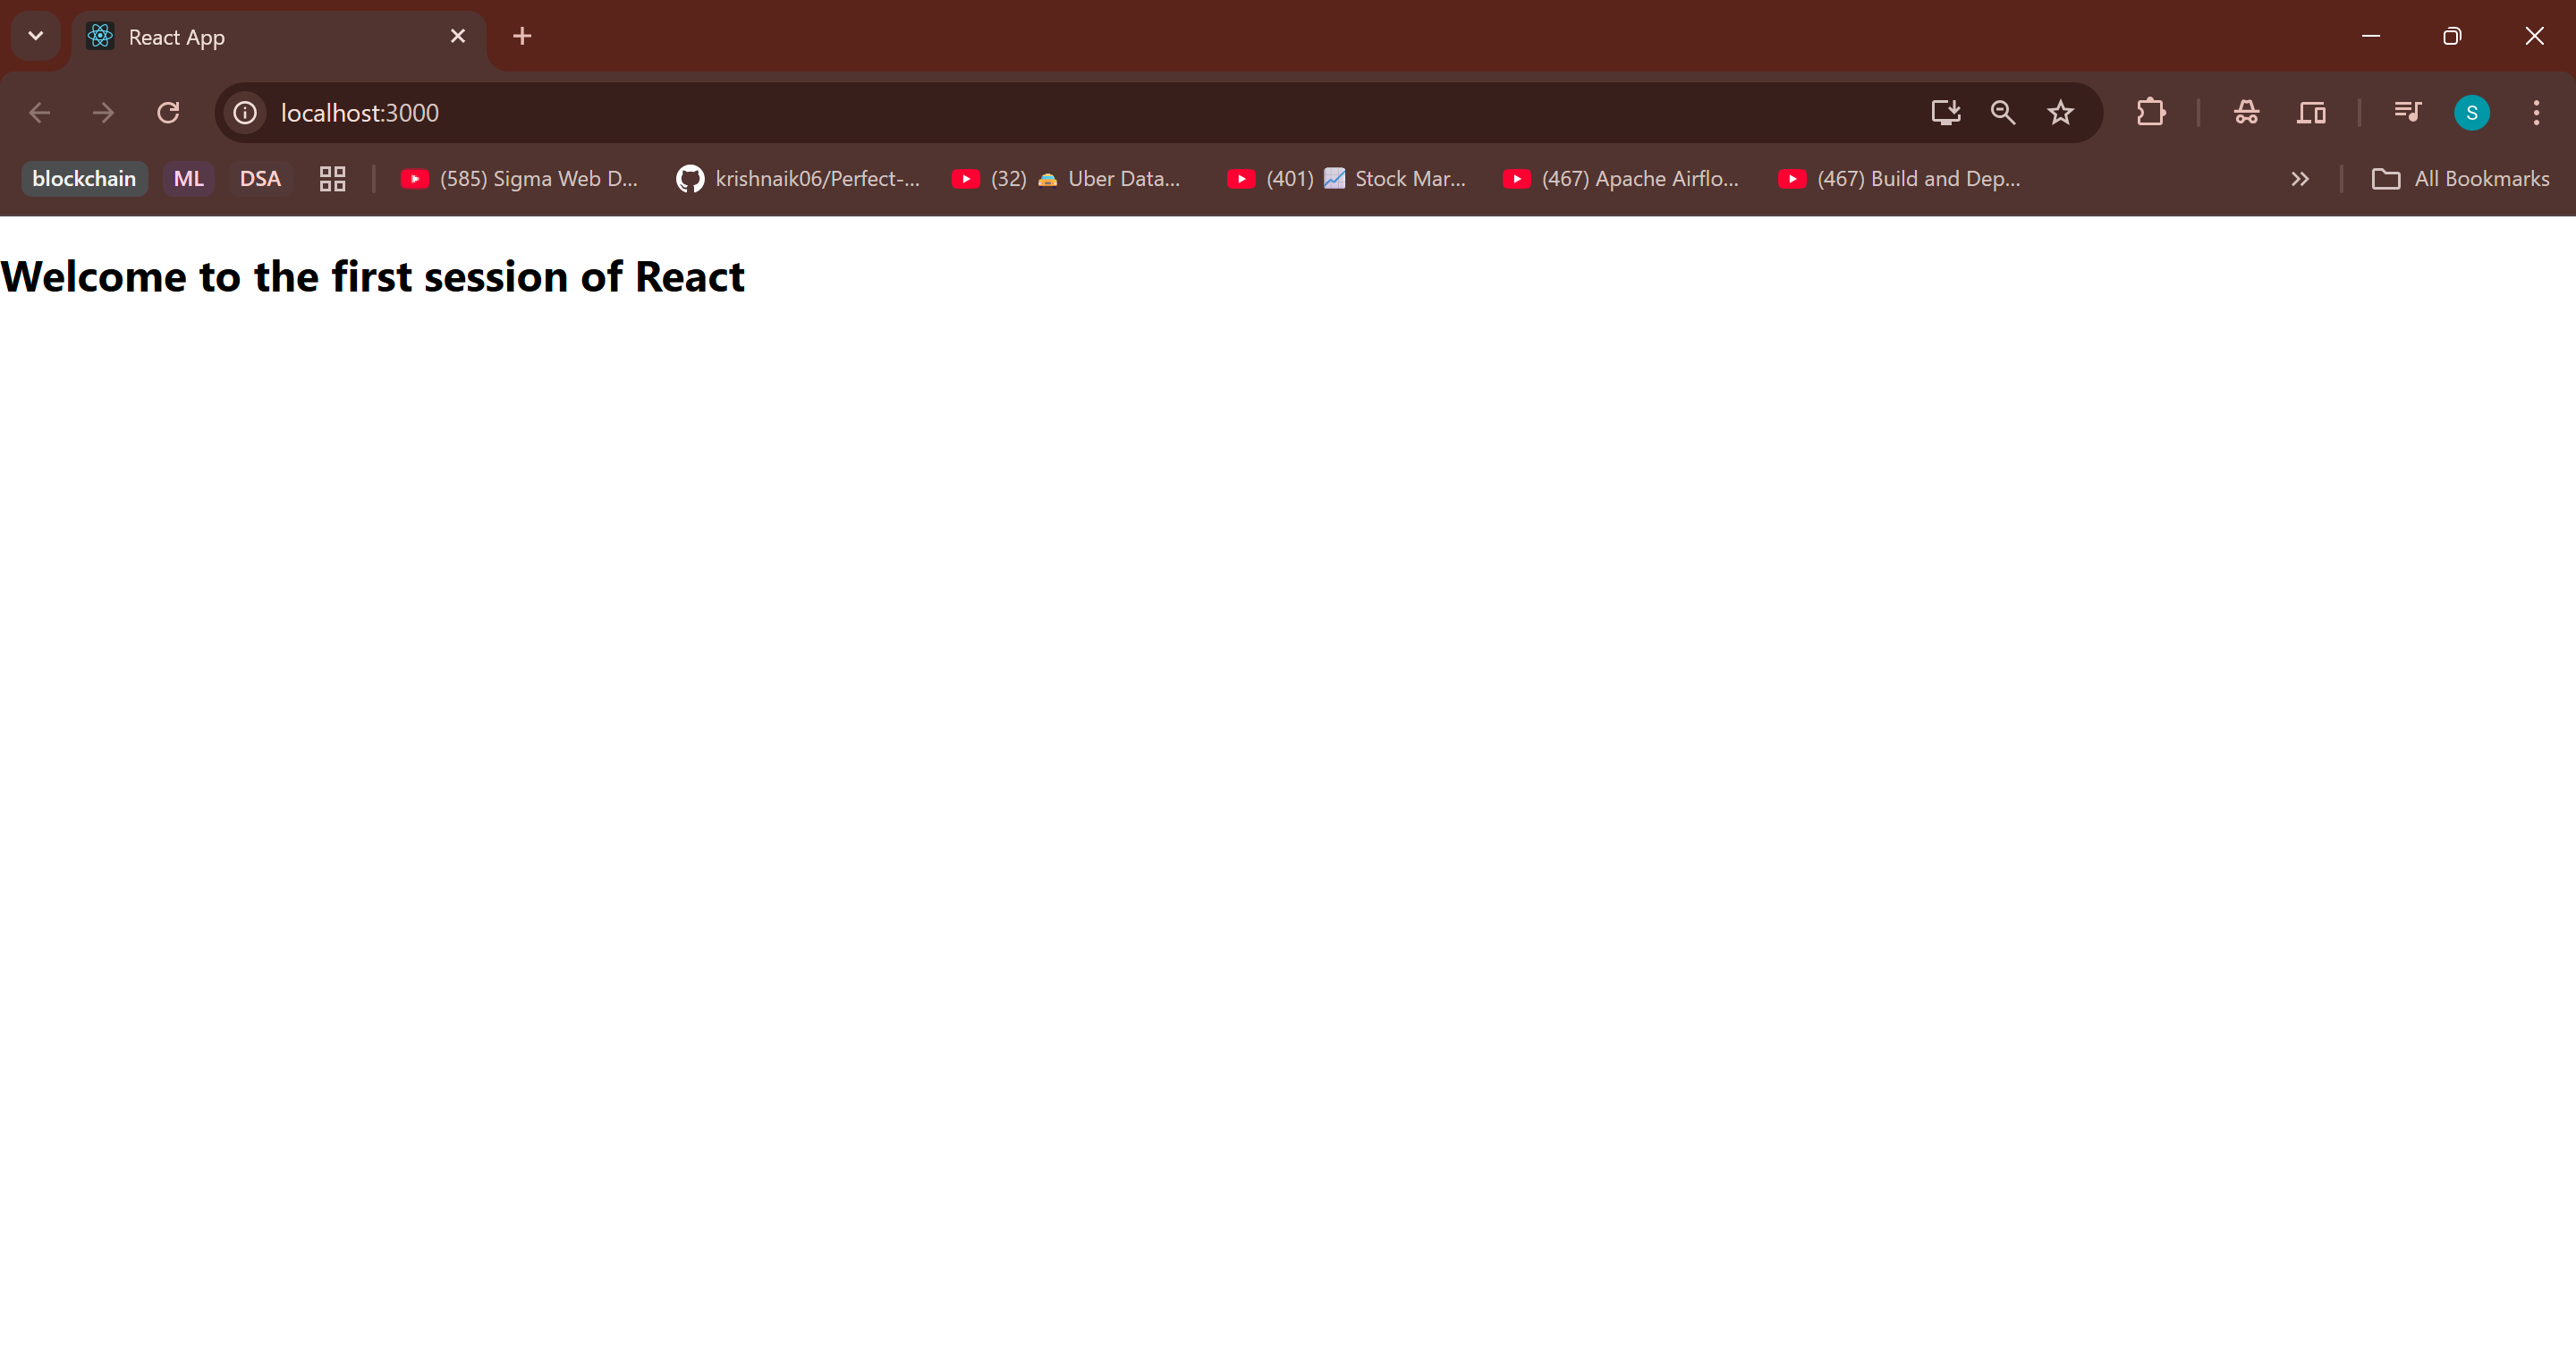 React App
localhost:3000
S
blockchain ML DSA (585) Sigma Web D... krishnaik06/Perfect-... (32) 🚖 Uber Data... (401) 📈 Stock Mar... (467) Apache Airflo... (467) Build and Dep... All Bookmarks
Welcome to the first session of React